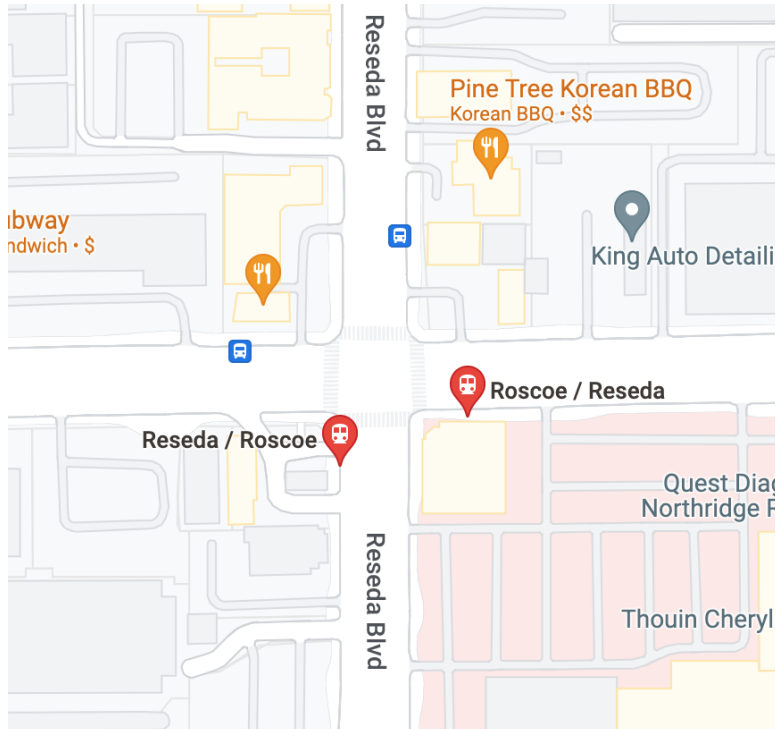 Reseda Blvd
Pine Tree Korean BBQ
Korean BBQ • $$
ubway
ndwich • $
King Auto Detaili
Roscoe / Reseda
Reseda / Roscoe
Quest Diag
Northridge
Reseda Blvd
Thouin Cheryl